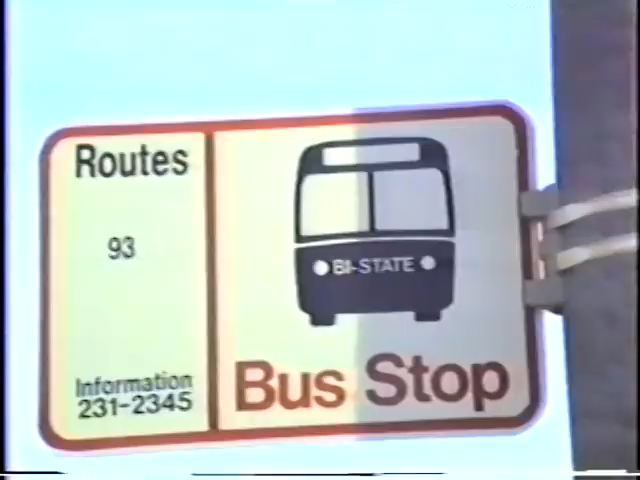 Routes
93
Information
231-2345
BI-STATE
Bus Stop